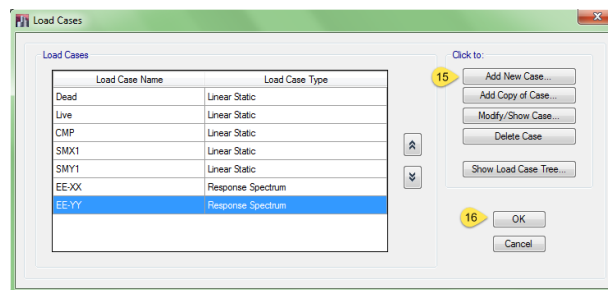 Load Cases
Load Cases
Click to:
Load Case Name Load Case Type
Dead Linear Static
Live Linear Static
CMP Linear Static
SMX1 Linear Static
SMY1 Linear Static
EE-XX Response Spectrum
EE-YY Response Spectrum
15 Add New Case...
Add Copy of Case...
Modify/Show Case...
Delete Case
Show Load Case Tree...
16 OK
Cancel